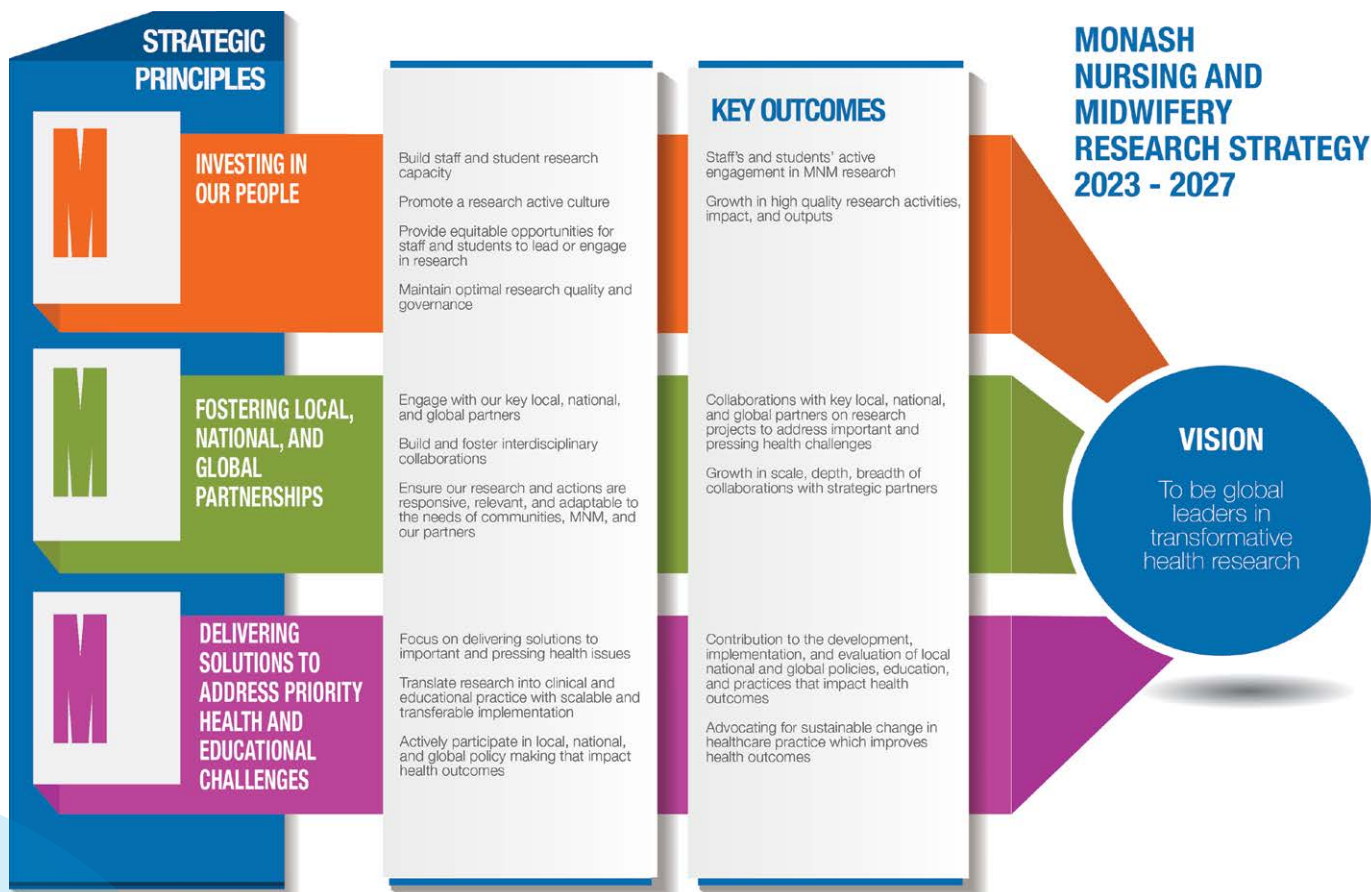 STRATEGIC
PRINCIPLES
M
INVESTING IN
OUR PEOPLE
Build staff and student research
capacity
Promote a research active culture
Provide equitable opportunities for
staff and students to lead or engage
in research
Maintain optimal research quality and
governance
KEY OUTCOMES
Staff's and students' active
engagement in MNM research
Growth in high quality research activities,
impact, and outputs
MONASH
NURSING AND
MIDWIFERY
RESEARCH STRATEGY
2023 - 2027
M
FOSTERING LOCAL,
NATIONAL, AND
GLOBAL
PARTNERSHIPS
Engage with our key local, national,
and global partners
Build and foster interdisciplinary
collaborations
Ensure our research and actions are
responsive, relevant, and adaptable to
the needs of communities, MNM, and
our partners
Collaborations with key local, national,
and global partners on research
projects to address important and
pressing health challenges
Growth in scale, depth, breadth of
collaborations with strategic partners
VISION
To be global
leaders in
transformative
health research
M
DELIVERING
SOLUTIONS TO
ADDRESS PRIORITY
HEALTH AND
EDUCATIONAL
CHALLENGES
Focus on delivering solutions to
important and pressing health issues
Translate research into clinical and
educational practice with scalable and
transferable implementation
Actively participate in local, national,
and global policy making that impact
health outcomes
Contribution to the development,
implementation, and evaluation of local
national and global policies, education,
and practices that impact health
outcomes
Advocating for sustainable change in
healthcare practice which improves
health outcomes